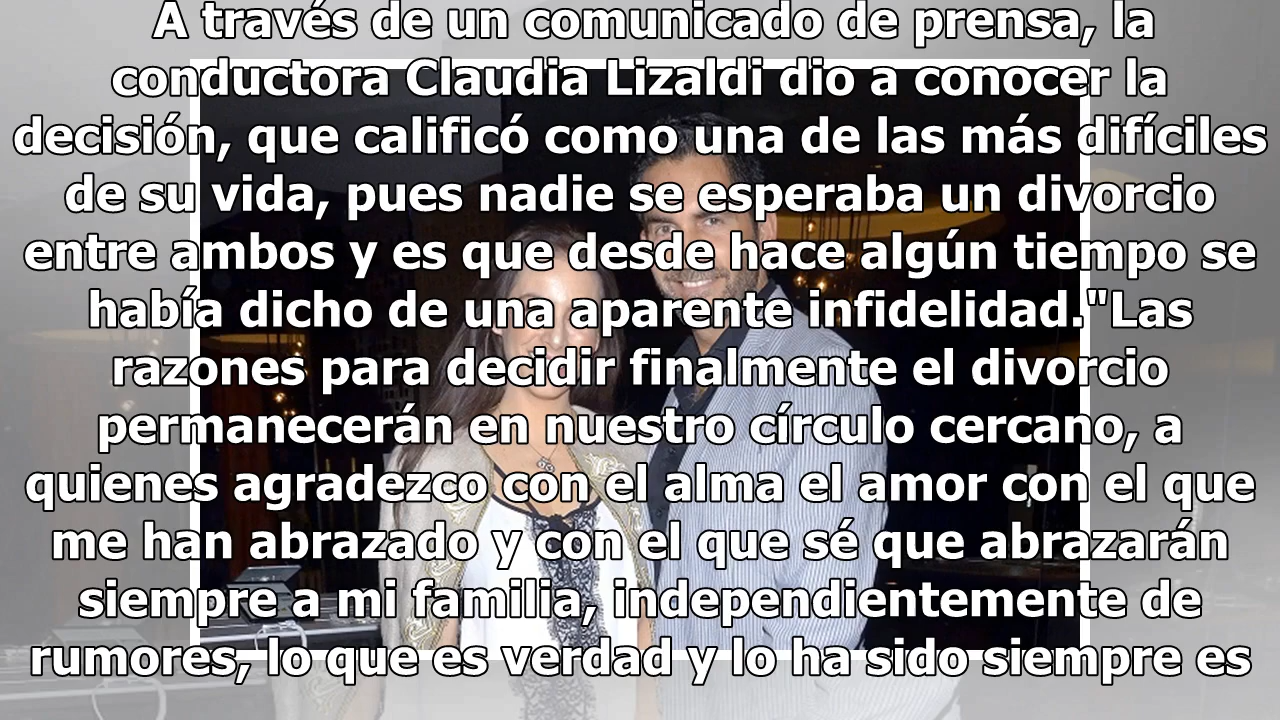 A través de un comunicado de prensa, la
conductora Claudia Lizaldi dio a conocer la
decisión, que calificó como una de las más difíciles
de su vida, pues nadie se esperaba un divorcio
entre ambos y es que desde hace algún tiempo se
había dicho de una aparente infidelidad."Las
razones para decidir finalmente el divorcio
permanecerán en nuestro círculo cercano, a
quienes agradezco con el alma el amor con el que
me han abrazado y con el que sé que abrazarán
siempre a mi familia, independientemente de
rumores, lo que es verdad y lo ha sido siempre es